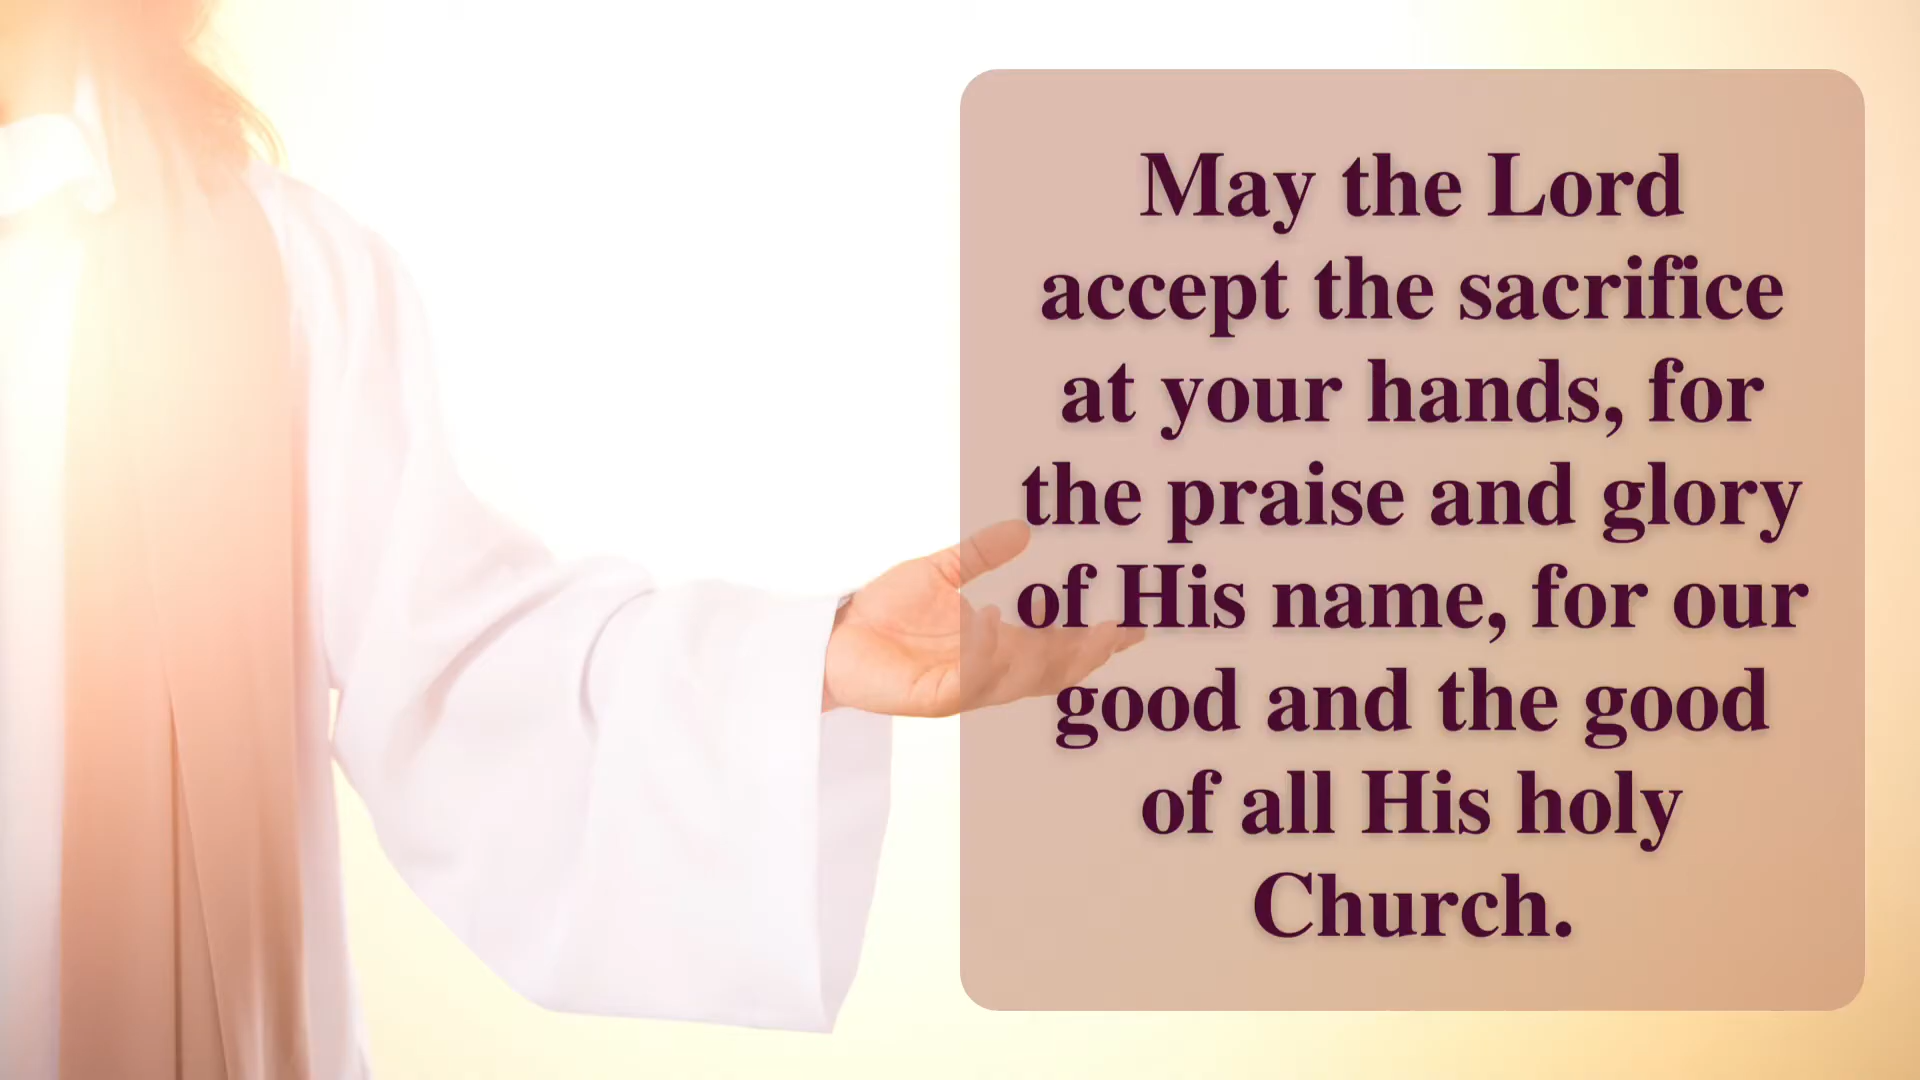 May the Lord
accept the sacrifice
at your hands, for
the praise and glory
of His name, for our
good and the good
of all His holy
Church.